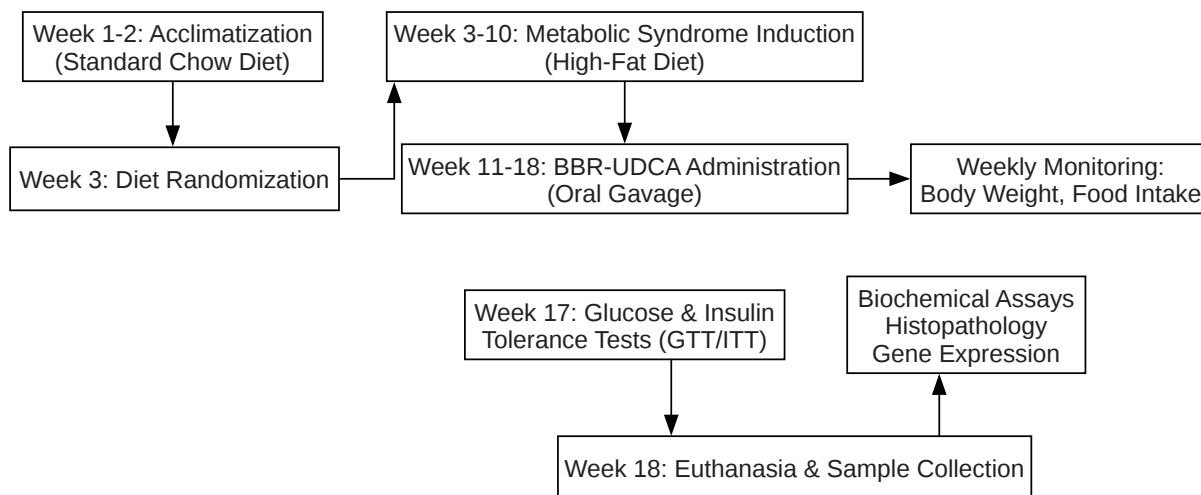 Week 1-2: Acclimatization
(Standard Chow Diet)
Week 3: Diet Randomization
Week 3-10: Metabolic Syndrome Induction
(High-Fat Diet)
Week 11-18: BBR-UDCA Administration
(Oral Gavage)
Weekly Monitoring:
Body Weight, Food Intake
Week 17: Glucose & Insulin
Tolerance Tests (GTT/ITT)
Week 18: Euthanasia & Sample Collection
Biochemical Assays
Histopathology
Gene Expression